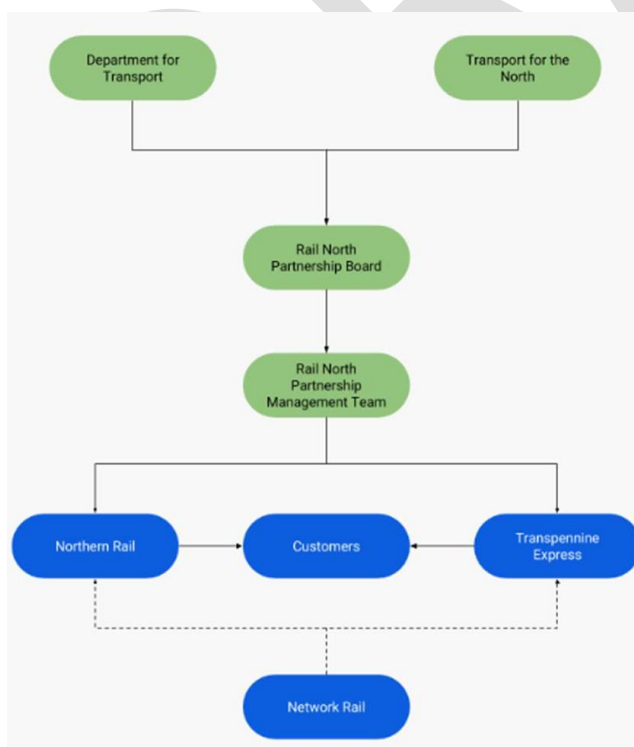 Department for
Transport
Transport for the
North
Rail North
Partnership Board
Rail North
Partnership
Management Team
Northern Rail
Customers
Transpennine
Express
Network Rail